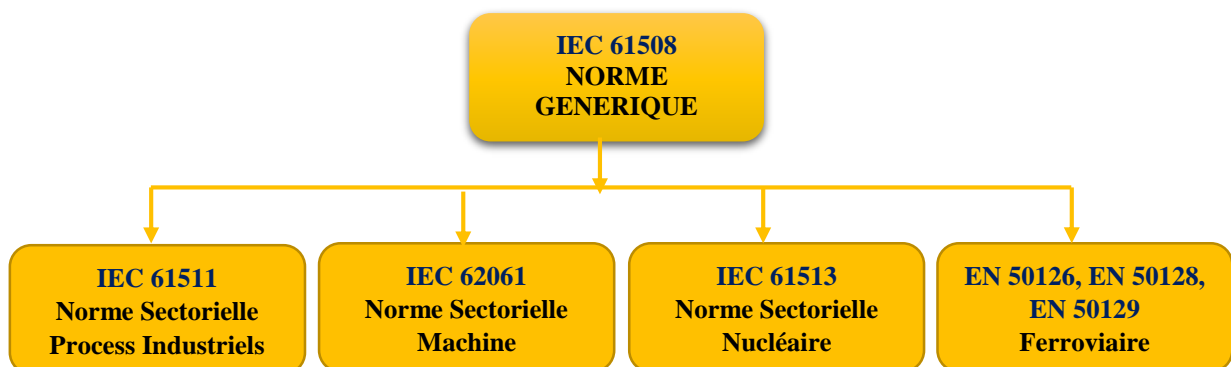 IEC 61508
NORME
GENERIQUE
IEC 61511
Norme Sectorielle
Process Industriels
IEC 62061
Norme Sectorielle
Machine
IEC 61513
Norme Sectorielle
Nucléaire
EN 50126, EN 50128,
EN 50129
Ferroviaire